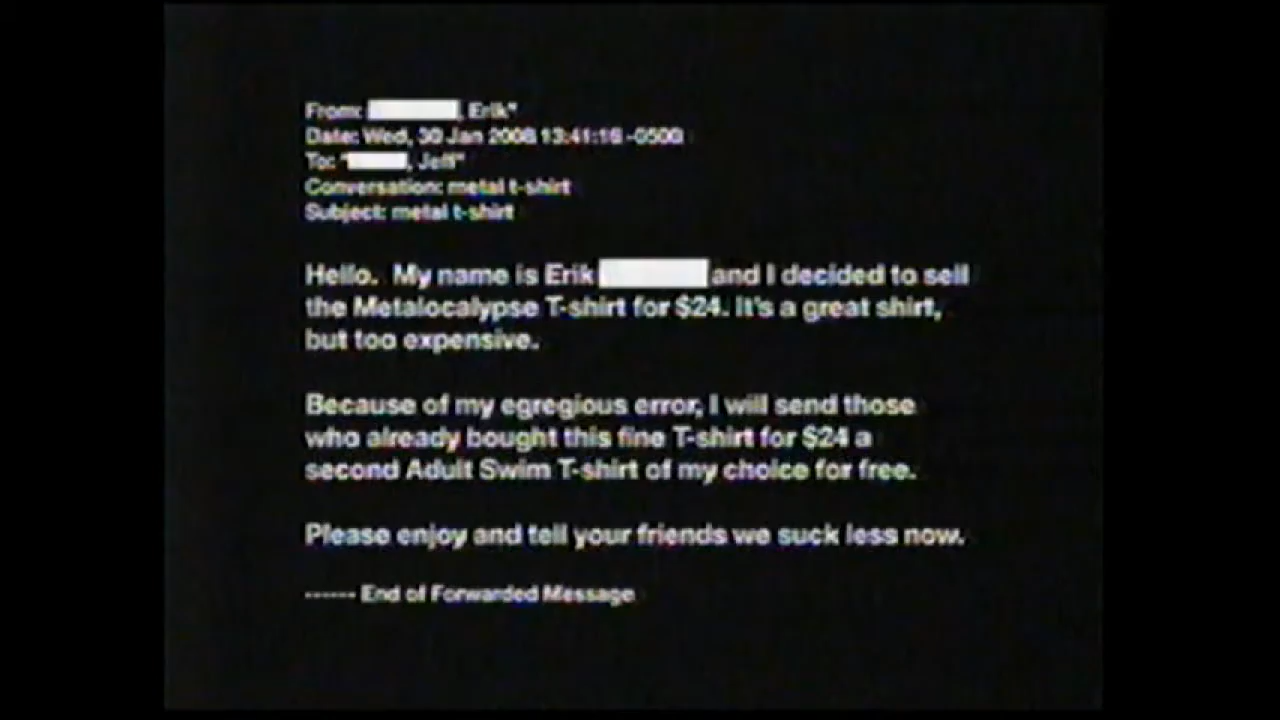 From: , Erik"
Date: Wed, 30 Jan 2008 13:41:16 -0500
To: " , Jeff"
Conversation: metal t-shirt
Subject: metal t-shirt
Hello. My name is Erik and I decided to sell
the Metalocalypse T-shirt for $24. It's a great shirt,
but too expensive.
Because of my egregious error, I will send those
who already bought this fine T-shirt for $24 a
second Adult Swim T-shirt of my choice for free.
Please enjoy and tell your friends we suck less now.
------ End of Forwarded Message